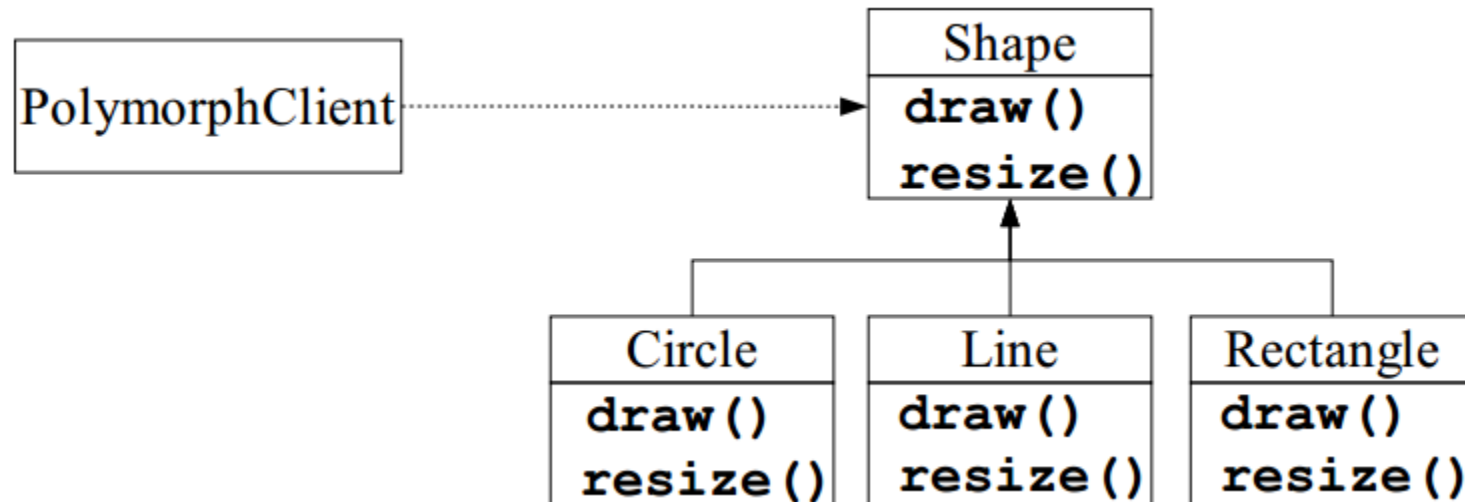 PolymorphClient
Shape
draw()
resize()
Circle
draw()
resize()
Line
draw()
resize()
Rectangle
draw()
resize()